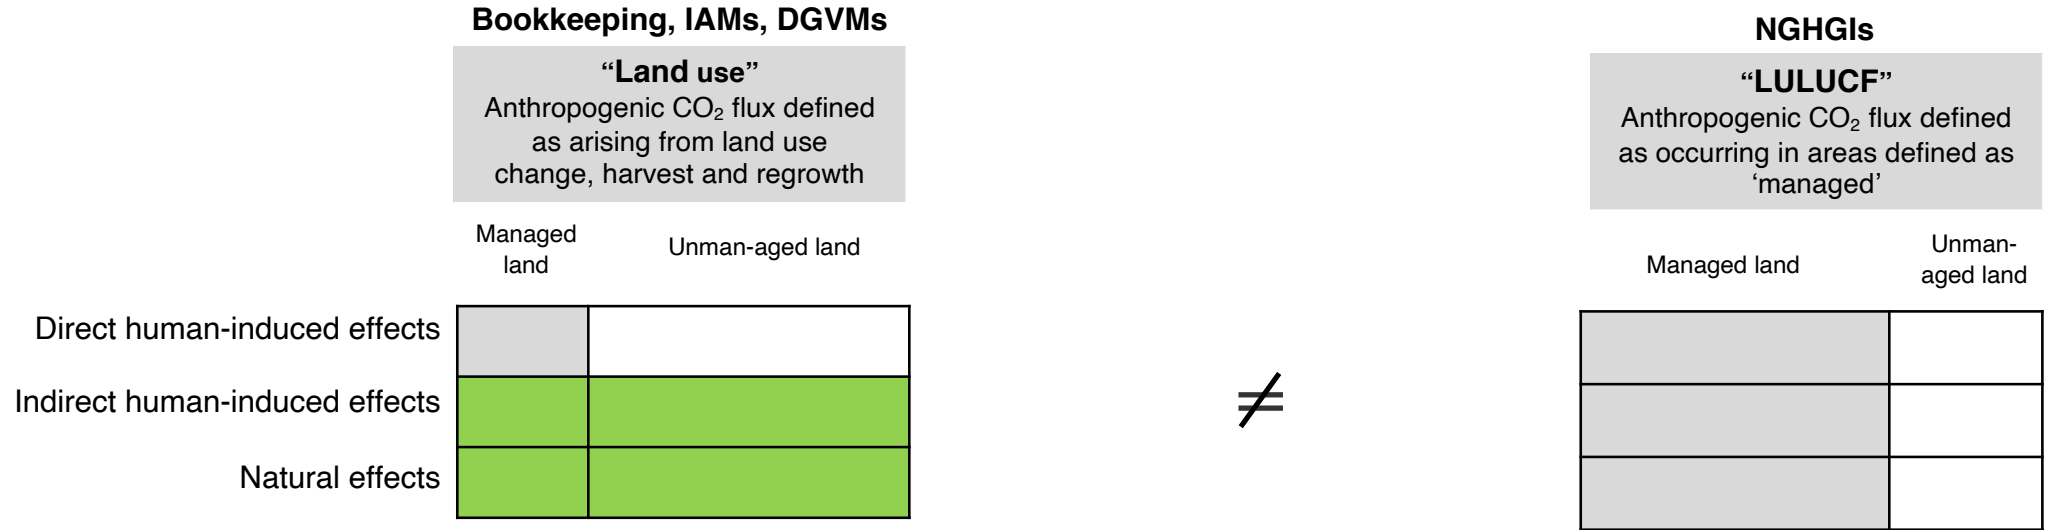 Bookkeeping, IAMs, DGVMs
“Land use”
Anthropogenic CO₂ flux defined
as arising from land use
change, harvest and regrowth
Managed
land
Unman-aged land
NGHGIs
“LULUCF”
Anthropogenic CO₂ flux defined
as occurring in areas defined as
‘managed’
Managed land
Unman-
aged land
Direct human-induced effects
Indirect human-induced effects
Natural effects
≠